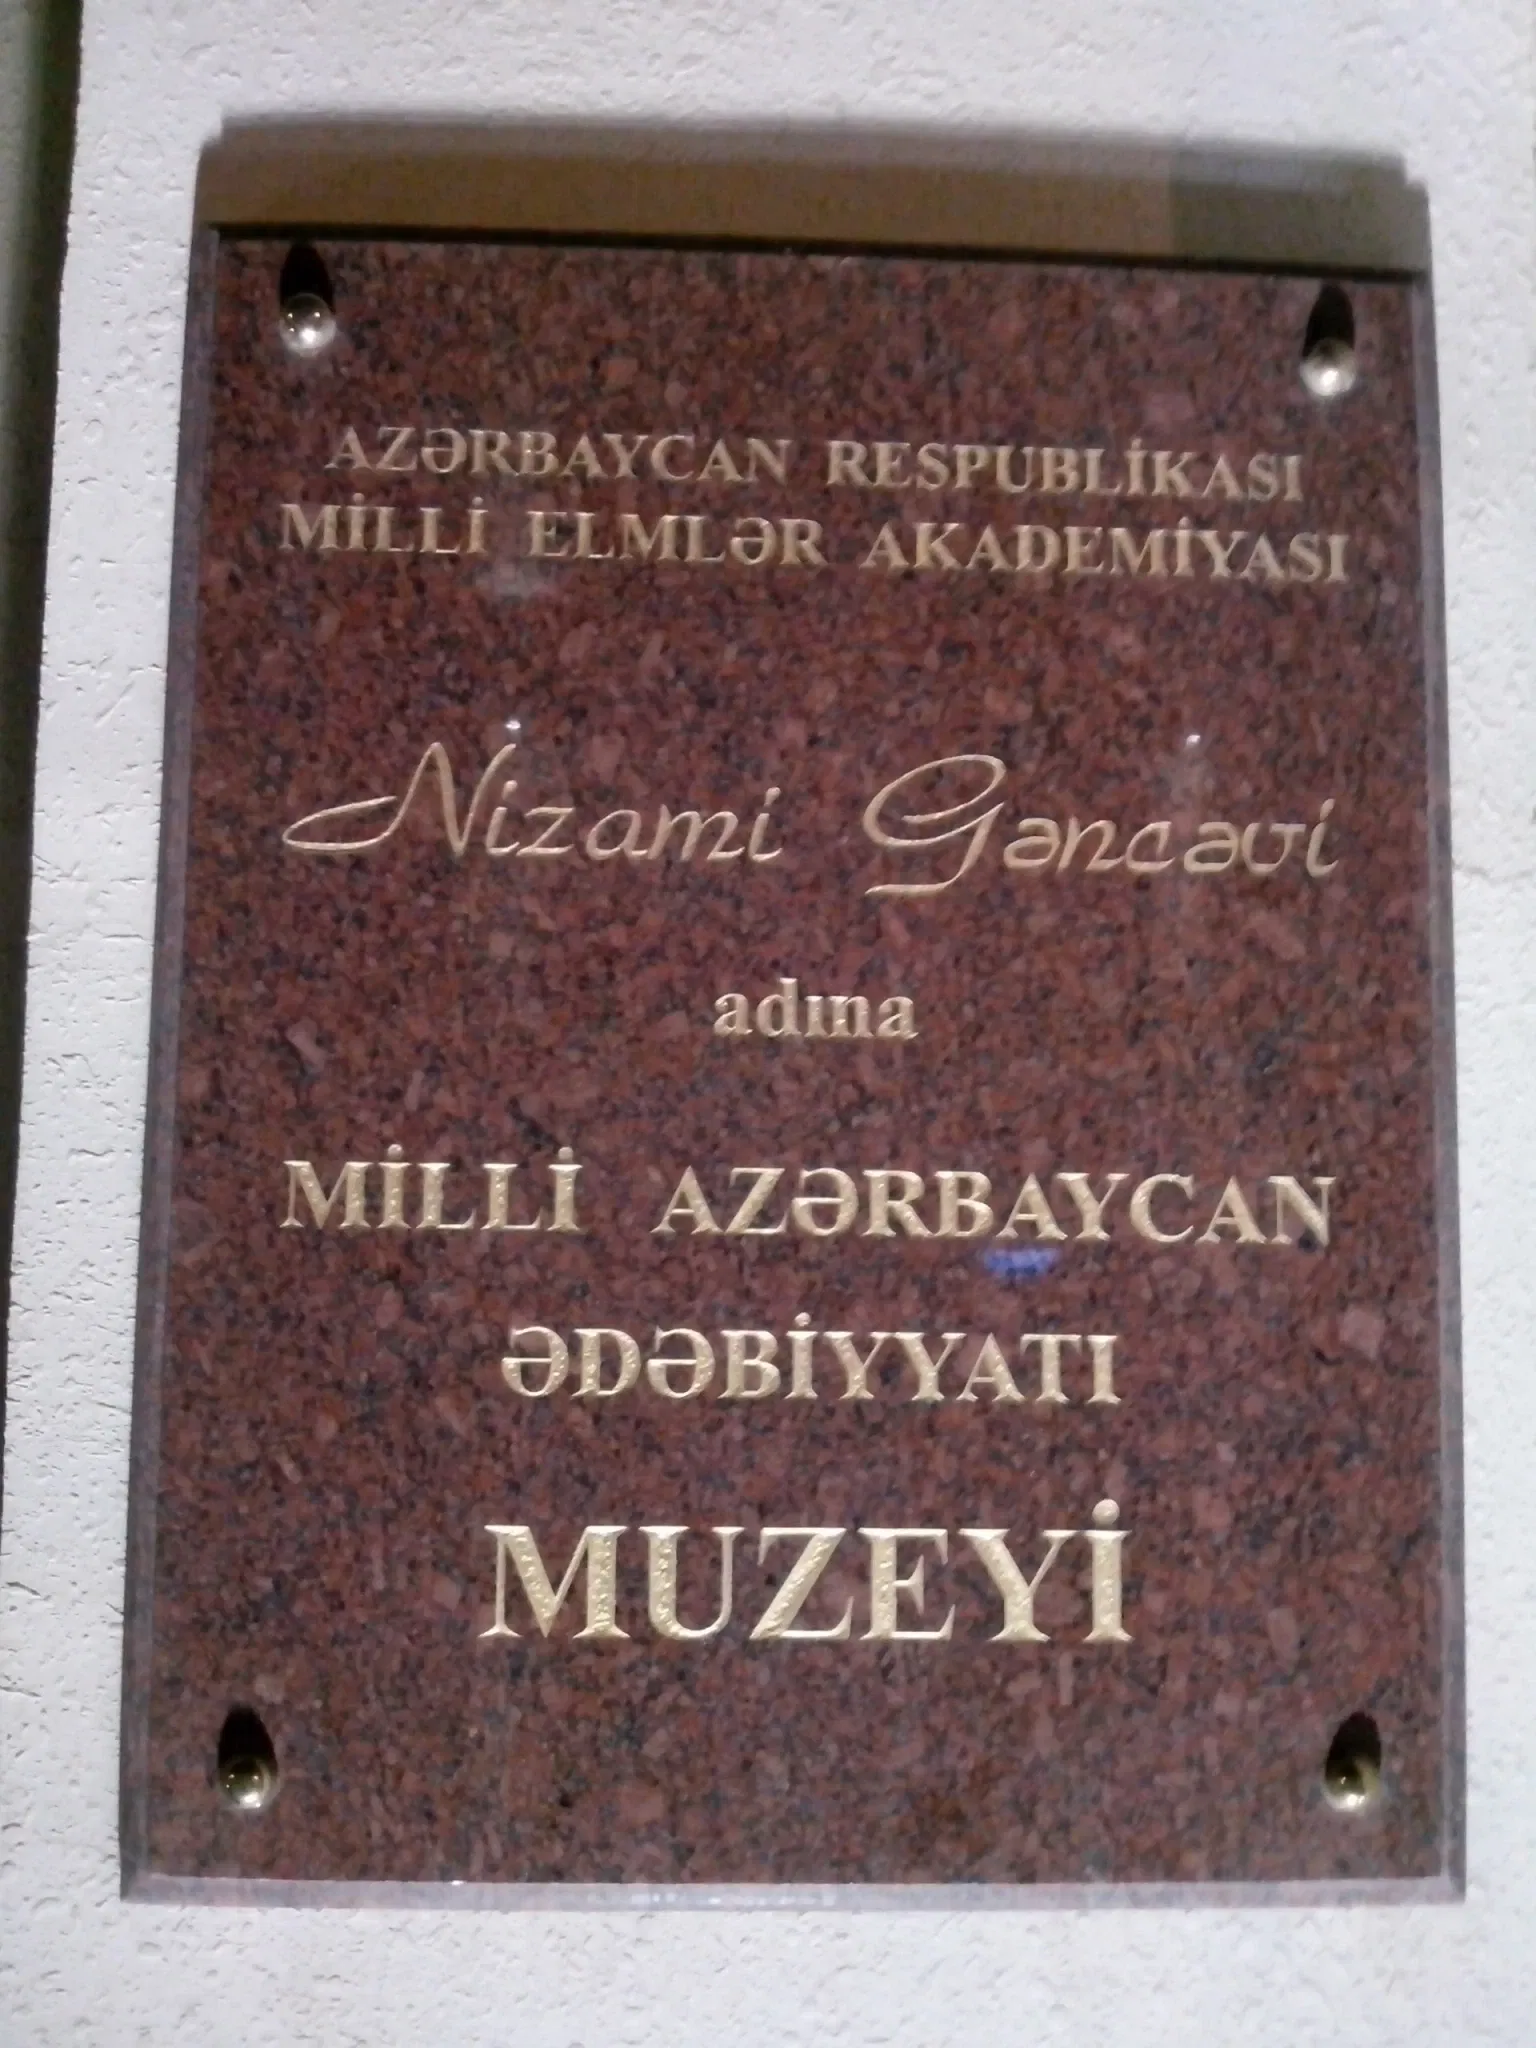 AZƏRBAYCAN RESPUBLİKASI
MİLLİ ELMLƏR AKADEMİYASI
Nizami Gəncəvi
adına
MİLLİ AZƏRBAYCAN
ƏDƏBİYYATI
MUZEYİ